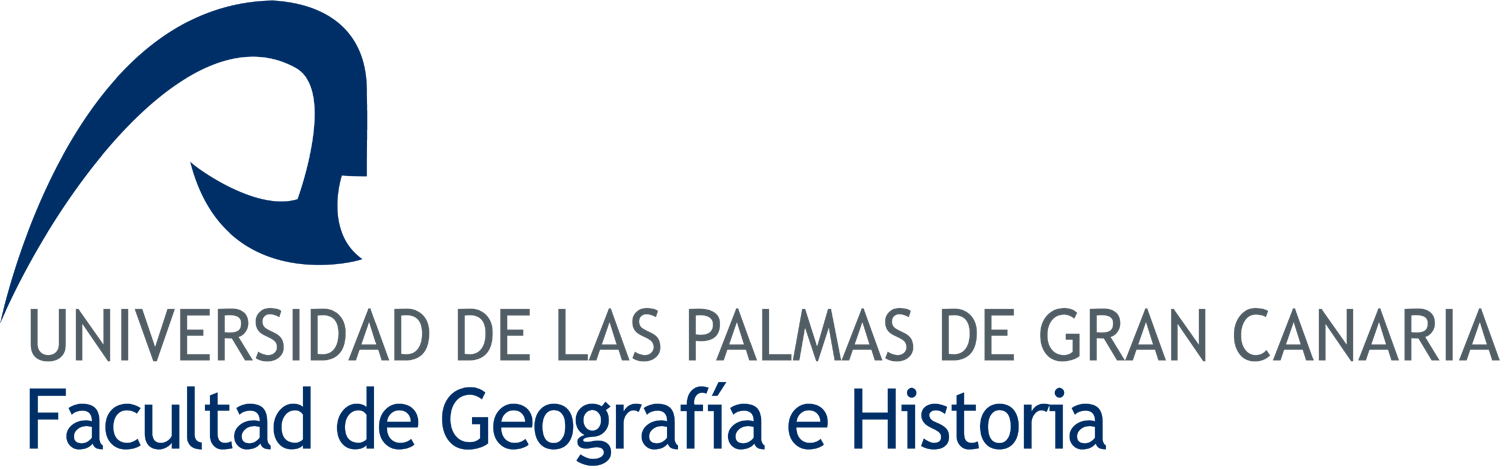 UNIVERSIDAD DE LAS PALMAS DE GRAN CANARIA
Facultad de Geografía e Historia